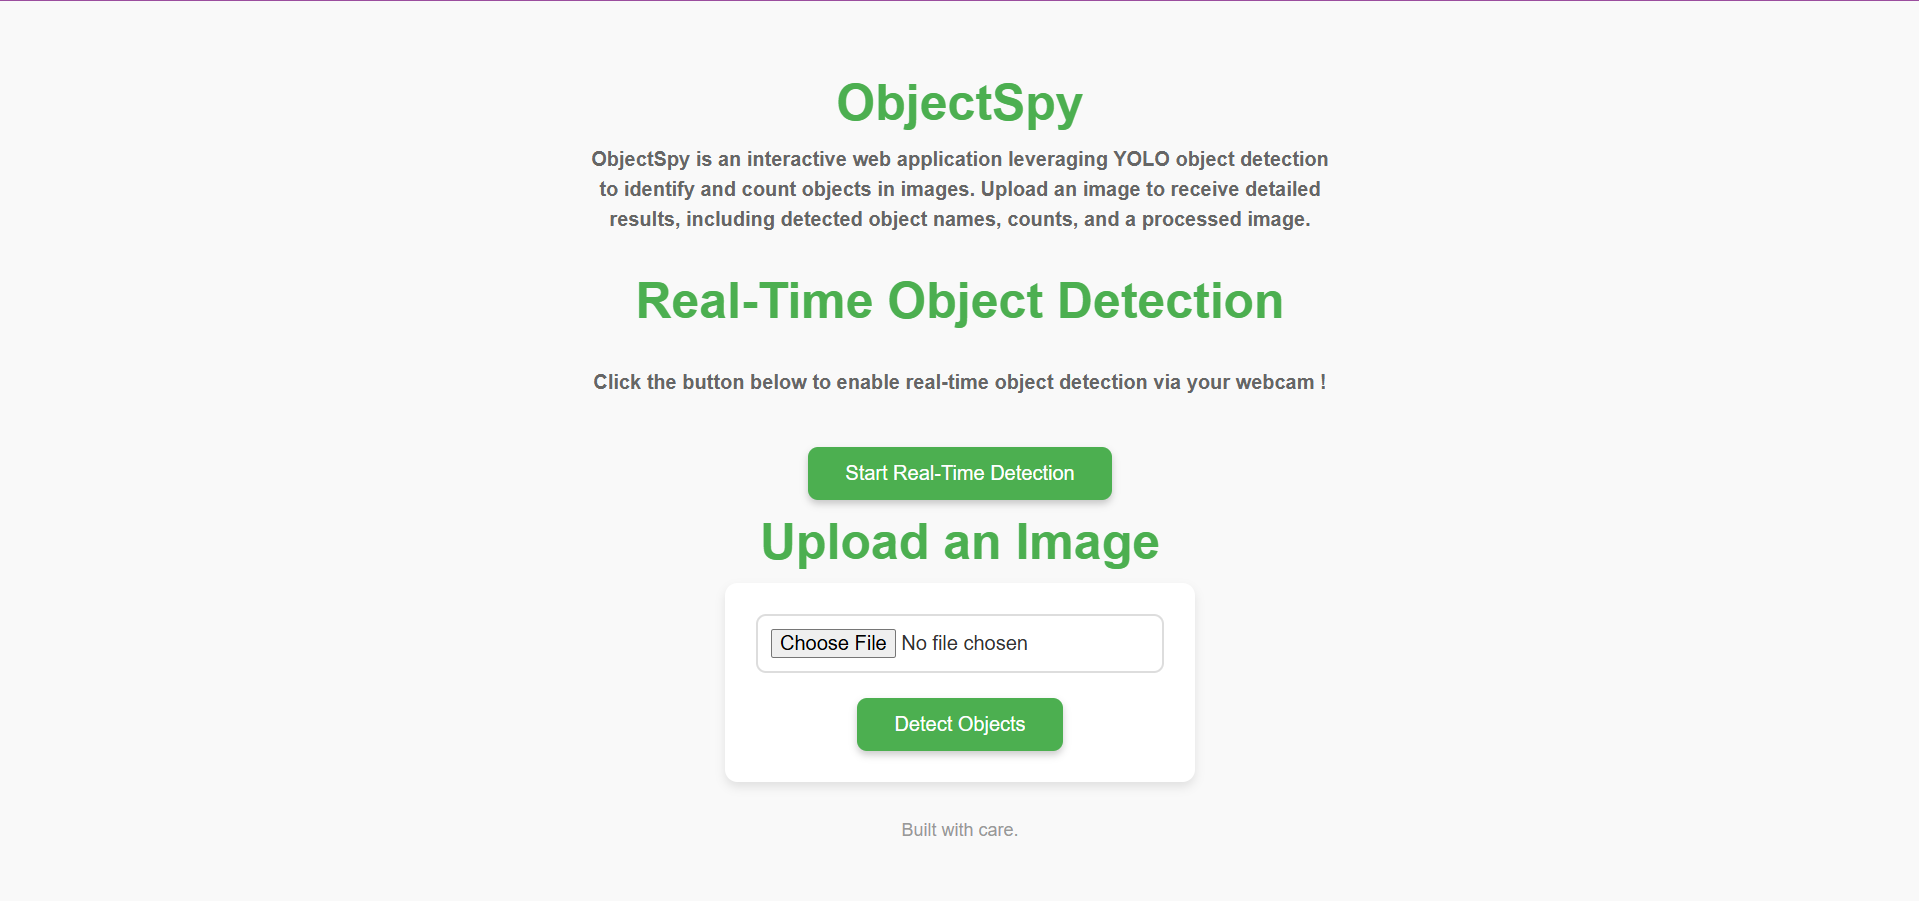 ObjectSpy
ObjectSpy is an interactive web application leveraging YOLO object detection
to identify and count objects in images. Upload an image to receive detailed
results, including detected object names, counts, and a processed image.
Real-Time Object Detection
Click the button below to enable real-time object detection via your webcam !
Start Real-Time Detection
Upload an Image
Choose File No file chosen
Detect Objects
Built with care.